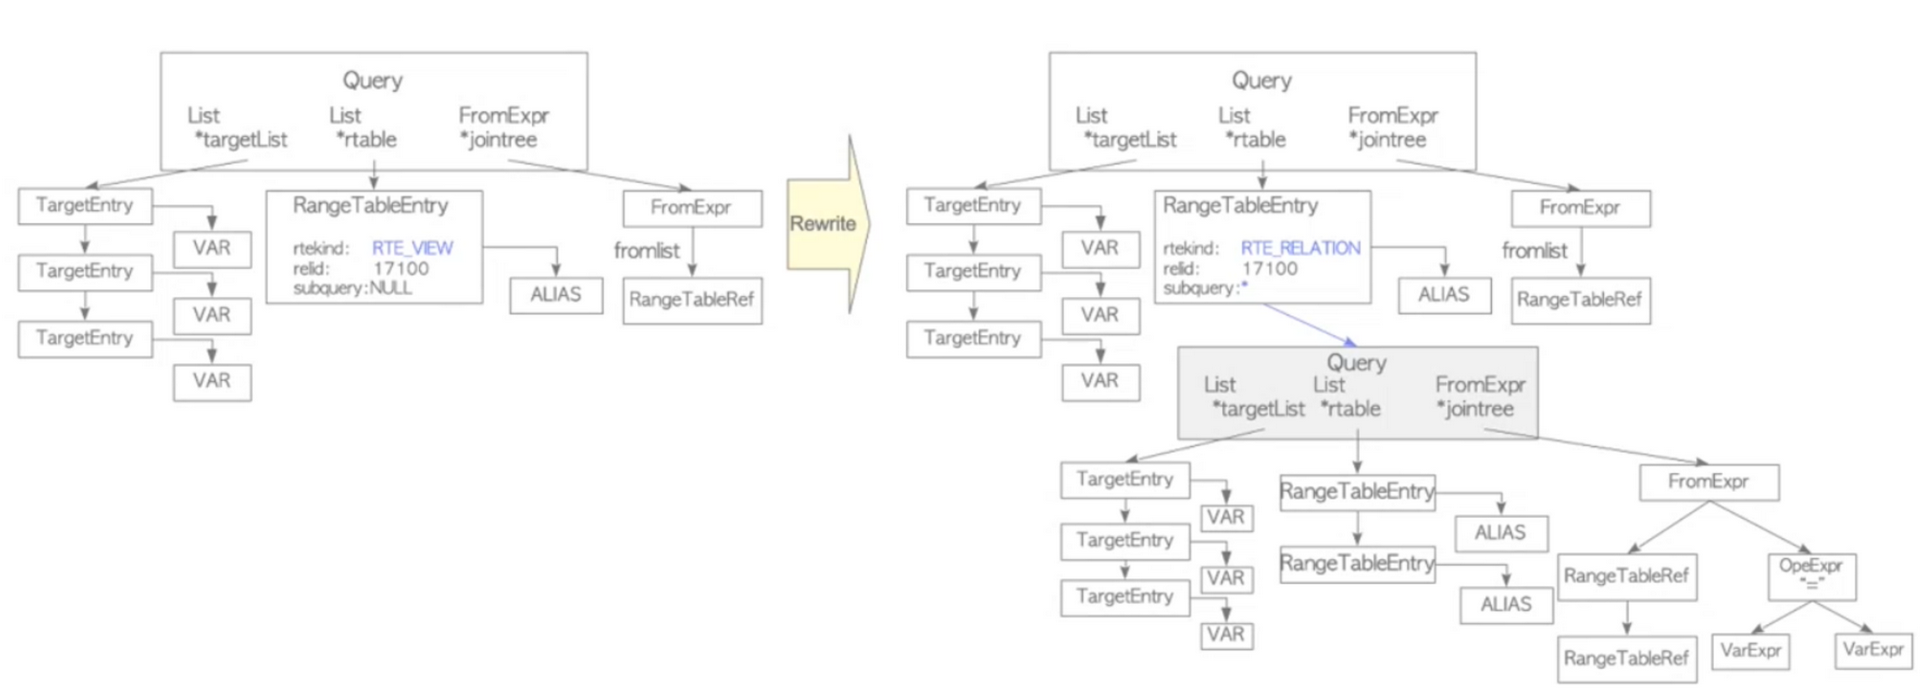 Query
List List FromExpr
*targetList *rtable *jointree
TargetEntry
VAR
TargetEntry
VAR
TargetEntry
VAR
RangeTableEntry
rtekind: RTE_VIEW
relid: 17100
subquery:NULL
ALIAS
FromExpr
fromlist
RangeTableRef
Rewrite
Query
List List FromExpr
*targetList *rtable *jointree
TargetEntry
VAR
TargetEntry
VAR
TargetEntry
VAR
RangeTableEntry
rtekind: RTE_RELATION
relid: 17100
subquery:*
ALIAS
FromExpr
fromlist
RangeTableRef
Query
List List FromExpr
*targetList *rtable *jointree
TargetEntry
VAR
TargetEntry
VAR
TargetEntry
VAR
RangeTableEntry
ALIAS
RangeTableEntry
ALIAS
FromExpr
RangeTableRef
RangeTableRef
OpeExpr
"="
VarExpr
VarExpr